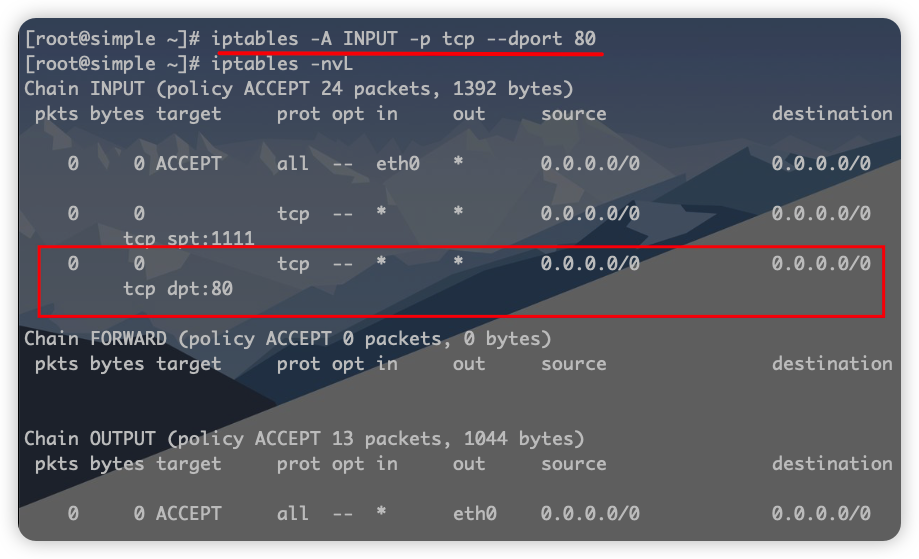 [root@simple ~]# iptables -A INPUT -p tcp --dport 80
[root@simple ~]# iptables -nvL
Chain INPUT (policy ACCEPT 24 packets, 1392 bytes)
 pkts bytes target     prot opt in     out     source               destination
    0     0 ACCEPT     all  --  eth0   *       0.0.0.0/0            0.0.0.0/0
    0     0            tcp  --  *      *       0.0.0.0/0            0.0.0.0/0
         tcp spt:1111
    0     0            tcp  --  *      *       0.0.0.0/0            0.0.0.0/0
         tcp dpt:80
Chain FORWARD (policy ACCEPT 0 packets, 0 bytes)
 pkts bytes target     prot opt in     out     source               destination
Chain OUTPUT (policy ACCEPT 13 packets, 1044 bytes)
 pkts bytes target     prot opt in     out     source               destination
    0     0 ACCEPT     all  --  *      eth0    0.0.0.0/0            0.0.0.0/0